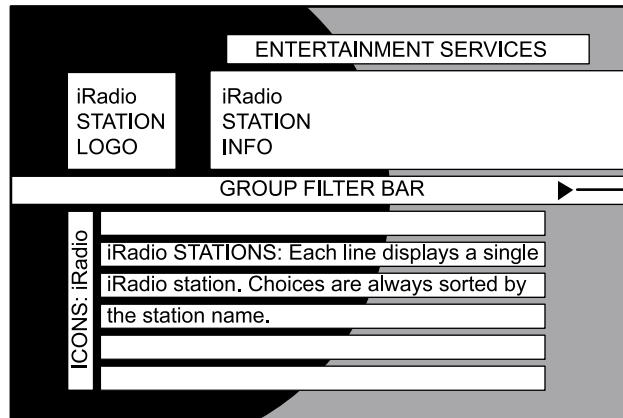 ENTERTAINMENT SERVICES
iRadio
STATION
LOGO
iRadio
STATION
INFO
GROUP FILTER BAR
ICONS: iRadio
iRadio STATIONS: Each line displays a single
iRadio station. Choices are always sorted by
the station name.